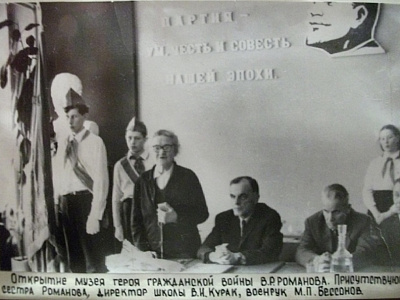 ПАРТИЯ –
УМ, ЧЕСТЬ И СОВЕСТЬ
НАШЕЙ ЭПОХИ.
Открытие музея героя гражданской войны В.Р.Романова. Присутствуют
сестра Романова, директор школы В.И.Курак, военрук М.П.Бессонов.